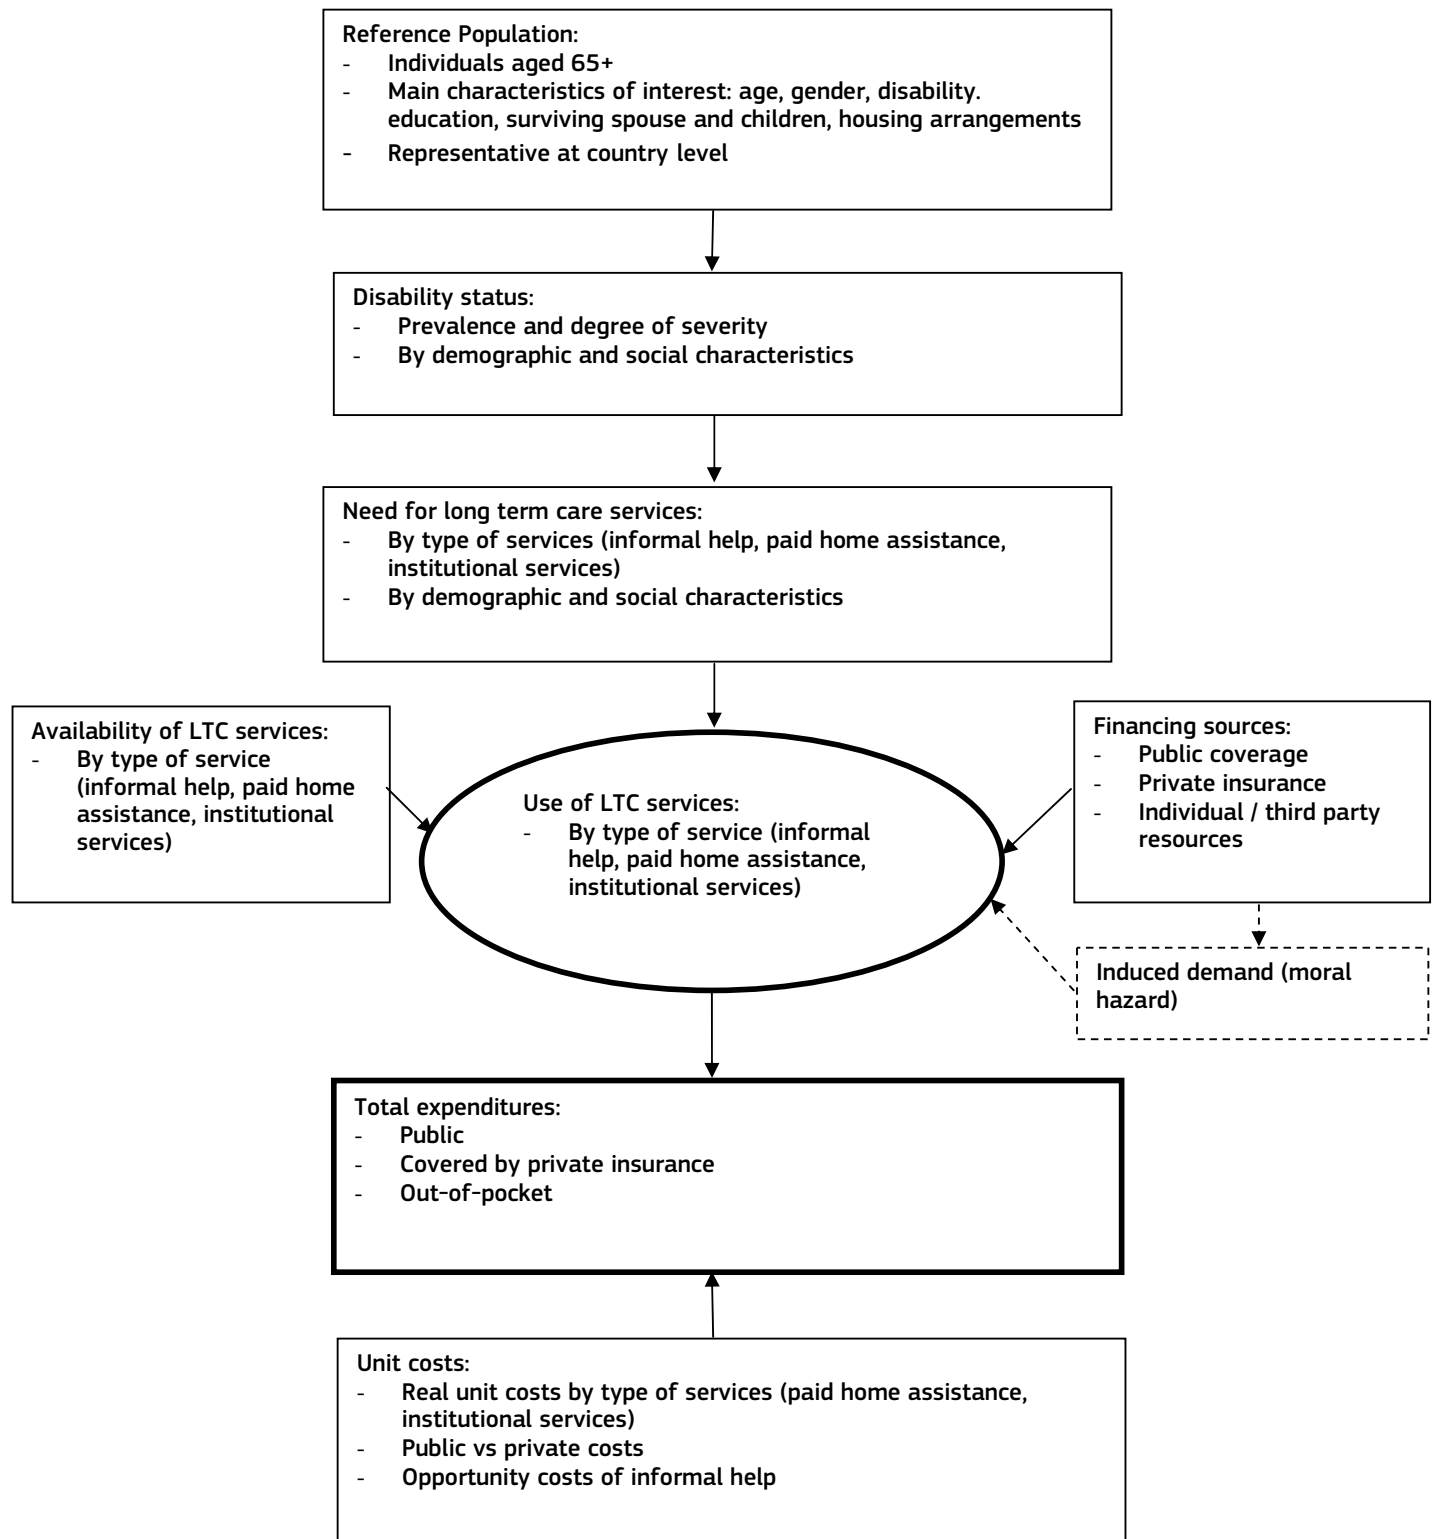 Reference Population:
- Individuals aged 65+
- Main characteristics of interest: age, gender, disability.
education, surviving spouse and children, housing arrangements
- Representative at country level
Disability status:
- Prevalence and degree of severity
- By demographic and social characteristics
Need for long term care services:
- By type of services (informal help, paid home assistance,
institutional services)
- By demographic and social characteristics
Availability of LTC services:
- By type of service
(informal help, paid home
assistance, institutional
services)
Use of LTC services:
- By type of service (informal
help, paid home assistance,
institutional services)
Financing sources:
- Public coverage
- Private insurance
- Individual / third party
resources
Induced demand (moral
hazard)
Total expenditures:
- Public
- Covered by private insurance
- Out-of-pocket
Unit costs:
- Real unit costs by type of services (paid home assistance,
institutional services)
- Public vs private costs
- Opportunity costs of informal help